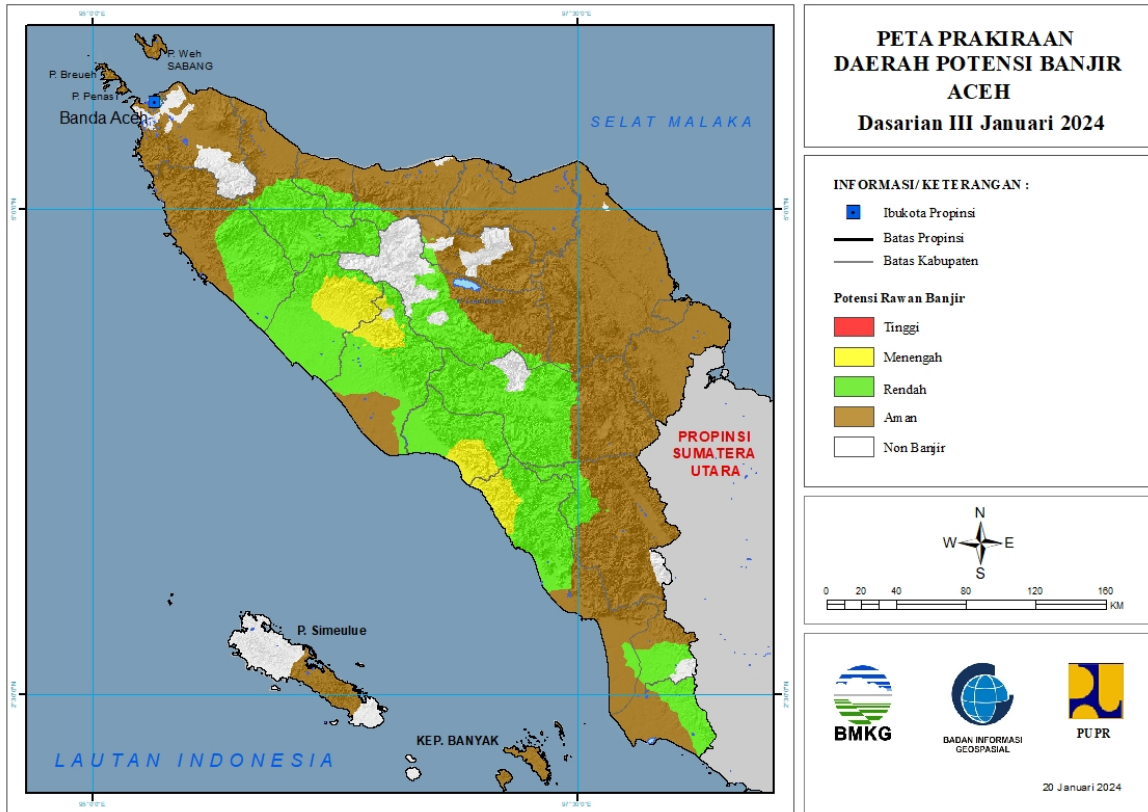 PETA PRAKIRAAN
DAERAH POTENSI BANJIR
ACEH
Dasarian III Januari 2024
INFORMASI/ KETERANGAN :
Ibukota Propinsi
Batas Propinsi
Batas Kabupaten
Potensi Rawan Banjir
Tinggi
Menengah
Rendah
Aman
Non Banjir
N
W E
S
0 20 40 80 120 160
KM
BMKG
BADAN INFORMASI
GEOSPASIAL
PUPR
20 Januari 2024
P. Weh
SABANG
P. Breueh
P. Penasi
Banda Aceh
SELAT MALAKA
PROPINSI
SUMATERA
UTARA
P. Simeulue
KEP. BANYAK
LAUTAN INDONESIA